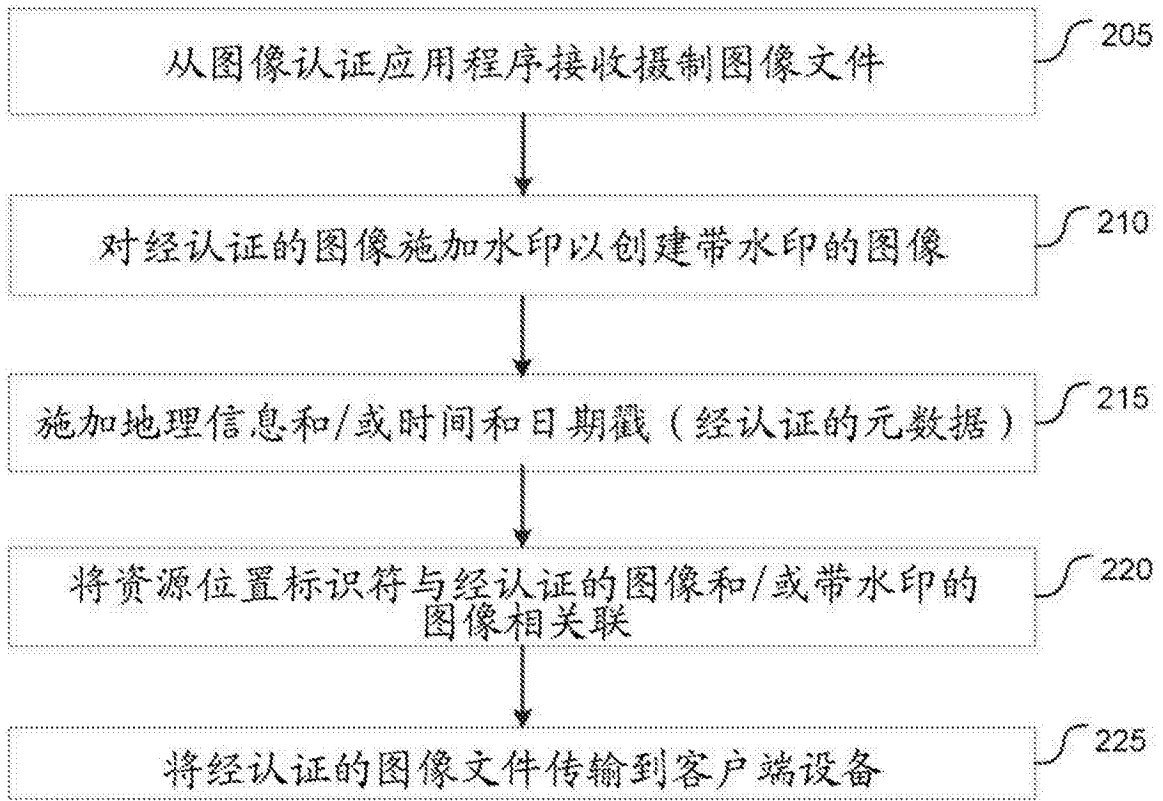 从图像认证应用程序接收摄制图像文件
205
对经认证的图像施加水印以创建带水印的图像
210
施加地理信息和/或时间和日期戳（经认证的元数据）
215
将资源位置标识符与经认证的图像和/或带水印的
图像相关联
220
将经认证的图像文件传输到客户端设备
225